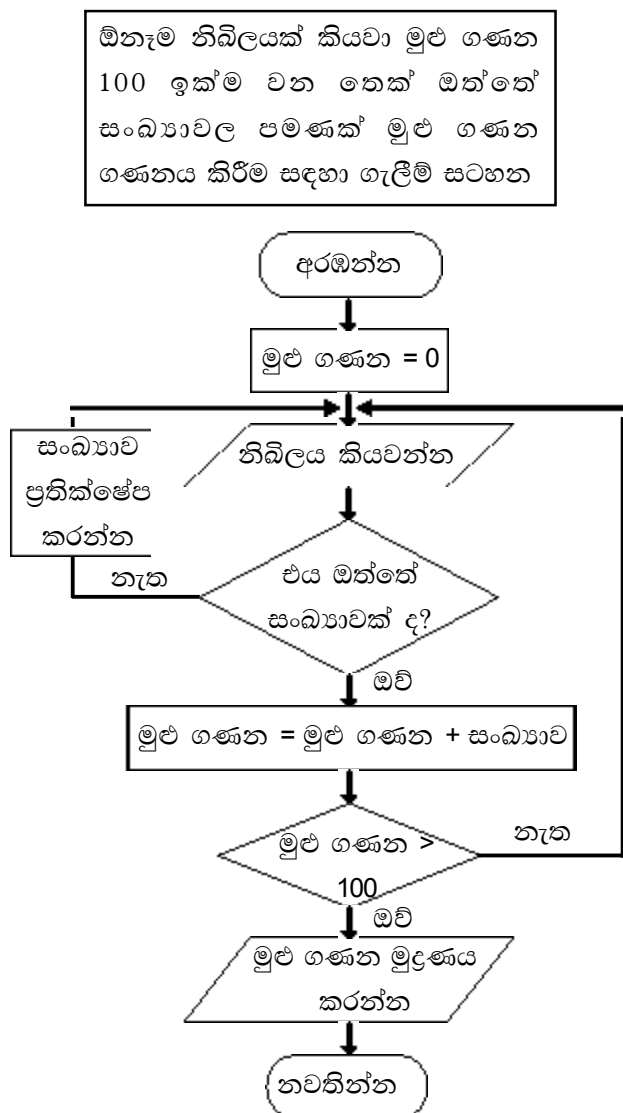 ඕනෑම නිඛිලයක් කියවා මුළු ගණන
100 ඉක්ම වන තෙක් ඔත්තේ
සංඛ්‍යාවල පමණක් මුළු ගණන
ගණනය කිරීම සඳහා ගැලීම් සටහන
අරඹන්න
මුළු ගණන = 0
සංඛ්‍යාව
ප්‍රතික්ෂේප
කරන්න
නිඛිලය කියවන්න
නැත
එය ඔත්තේ
සංඛ්‍යාවක් ද?
ඔව්
මුළු ගණන = මුළු ගණන + සංඛ්‍යාව
මුළු ගණන >
100
නැත
ඔව්
මුළු ගණන මුද්‍රණය
කරන්න
නවතින්න